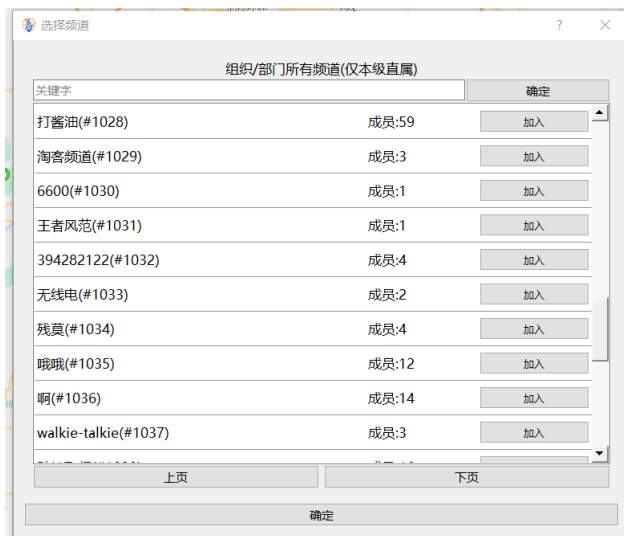 选择频道
组织/部门所有频道(仅本级直属)
关键字 确定
打酱油(#1028) 成员:59 加入
淘客频道(#1029) 成员:3 加入
6600(#1030) 成员:1 加入
王者风范(#1031) 成员:1 加入
394282122(#1032) 成员:4 加入
无线电(#1033) 成员:2 加入
残莫(#1034) 成员:4 加入
哦哦(#1035) 成员:12 加入
啊(#1036) 成员:14 加入
walkie-talkie(#1037) 成员:3 加入
上页 下页
确定